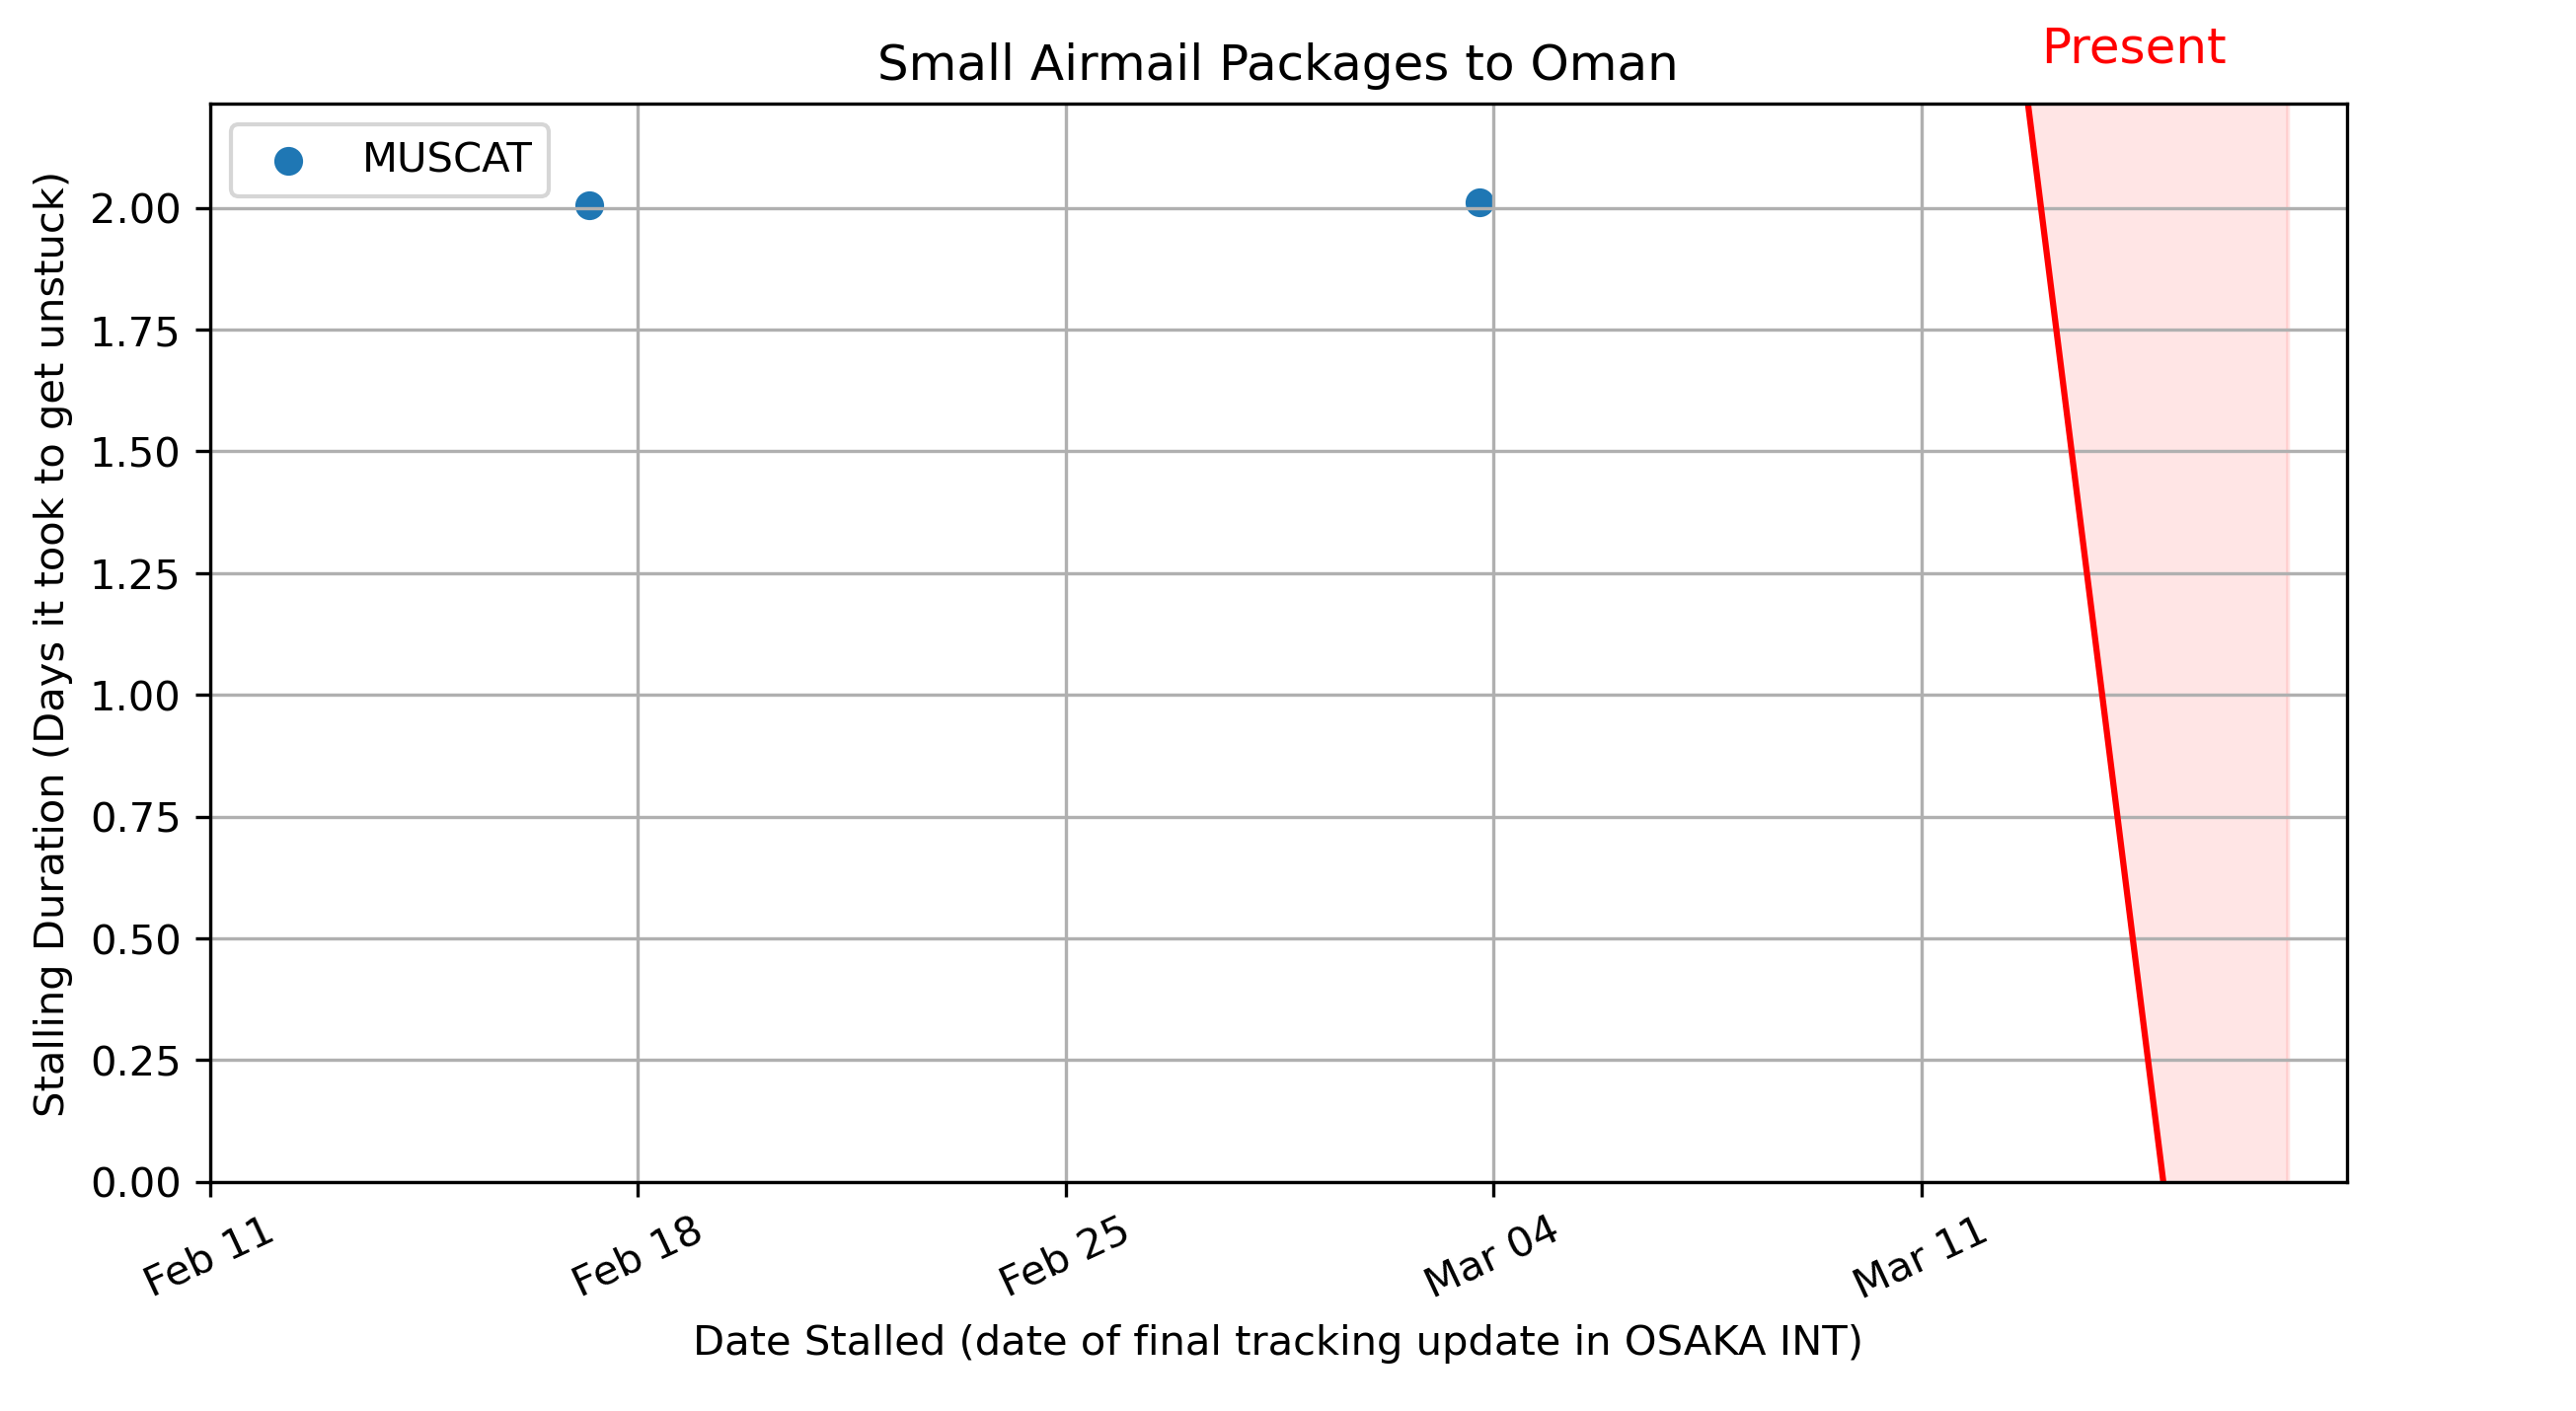 Present
Small Airmail Packages to Oman
MUSCAT
Stalling Duration (Days it took to get unstuck)
2.00
1.75
1.50
1.25
1.00
0.75
0.50
0.25
0.00
Feb 11
Feb 18
Feb 25
Mar 04
Mar 11
Date Stalled (date of final tracking update in OSAKA INT)